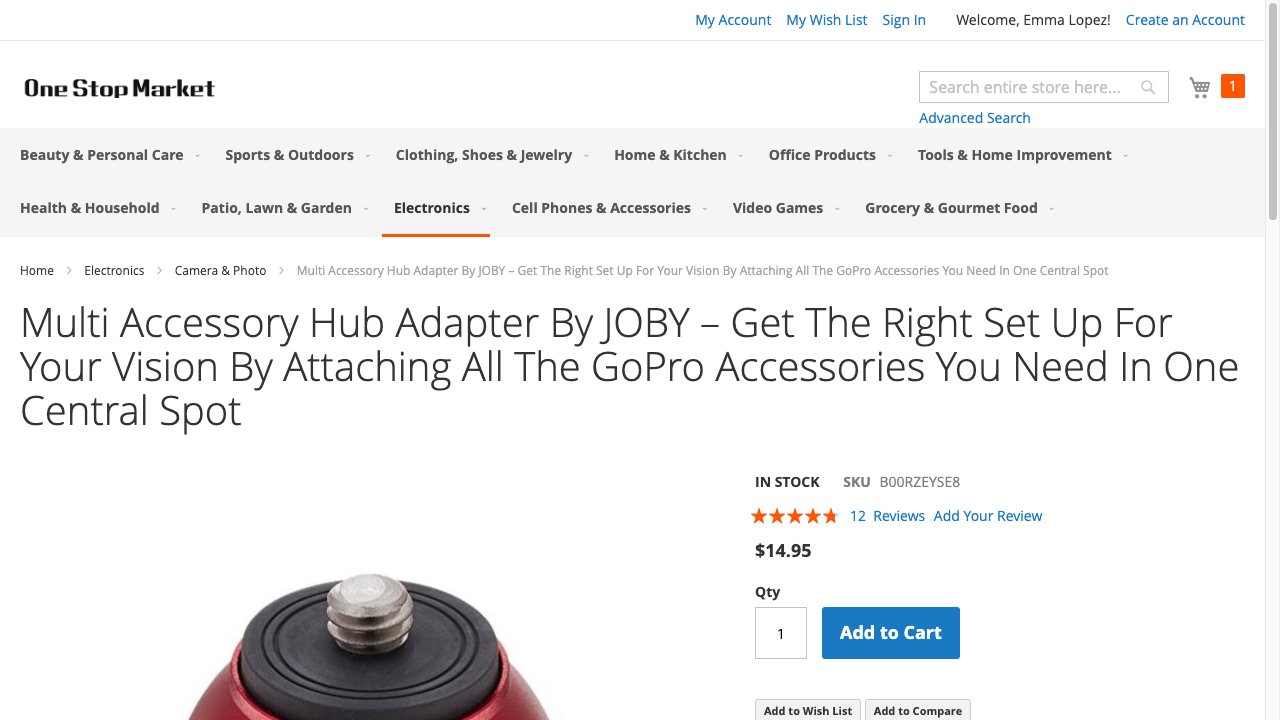 My Account My Wish List Sign In Welcome, Emma Lopez! Create an Account
One Stop Market
Search entire store here...
1
Advanced Search
Beauty & Personal Care Sports & Outdoors Clothing, Shoes & Jewelry Home & Kitchen Office Products Tools & Home Improvement
Health & Household Patio, Lawn & Garden Electronics Cell Phones & Accessories Video Games Grocery & Gourmet Food
Home Electronics Camera & Photo Multi Accessory Hub Adapter By JOBY – Get The Right Set Up For Your Vision By Attaching All The GoPro Accessories You Need In One Central Spot
Multi Accessory Hub Adapter By JOBY – Get The Right Set Up For
Your Vision By Attaching All The GoPro Accessories You Need In One
Central Spot
IN STOCK SKU B00RZEYSE8
12 Reviews Add Your Review
$14.95
Qty
1 Add to Cart
Add to Wish List Add to Compare